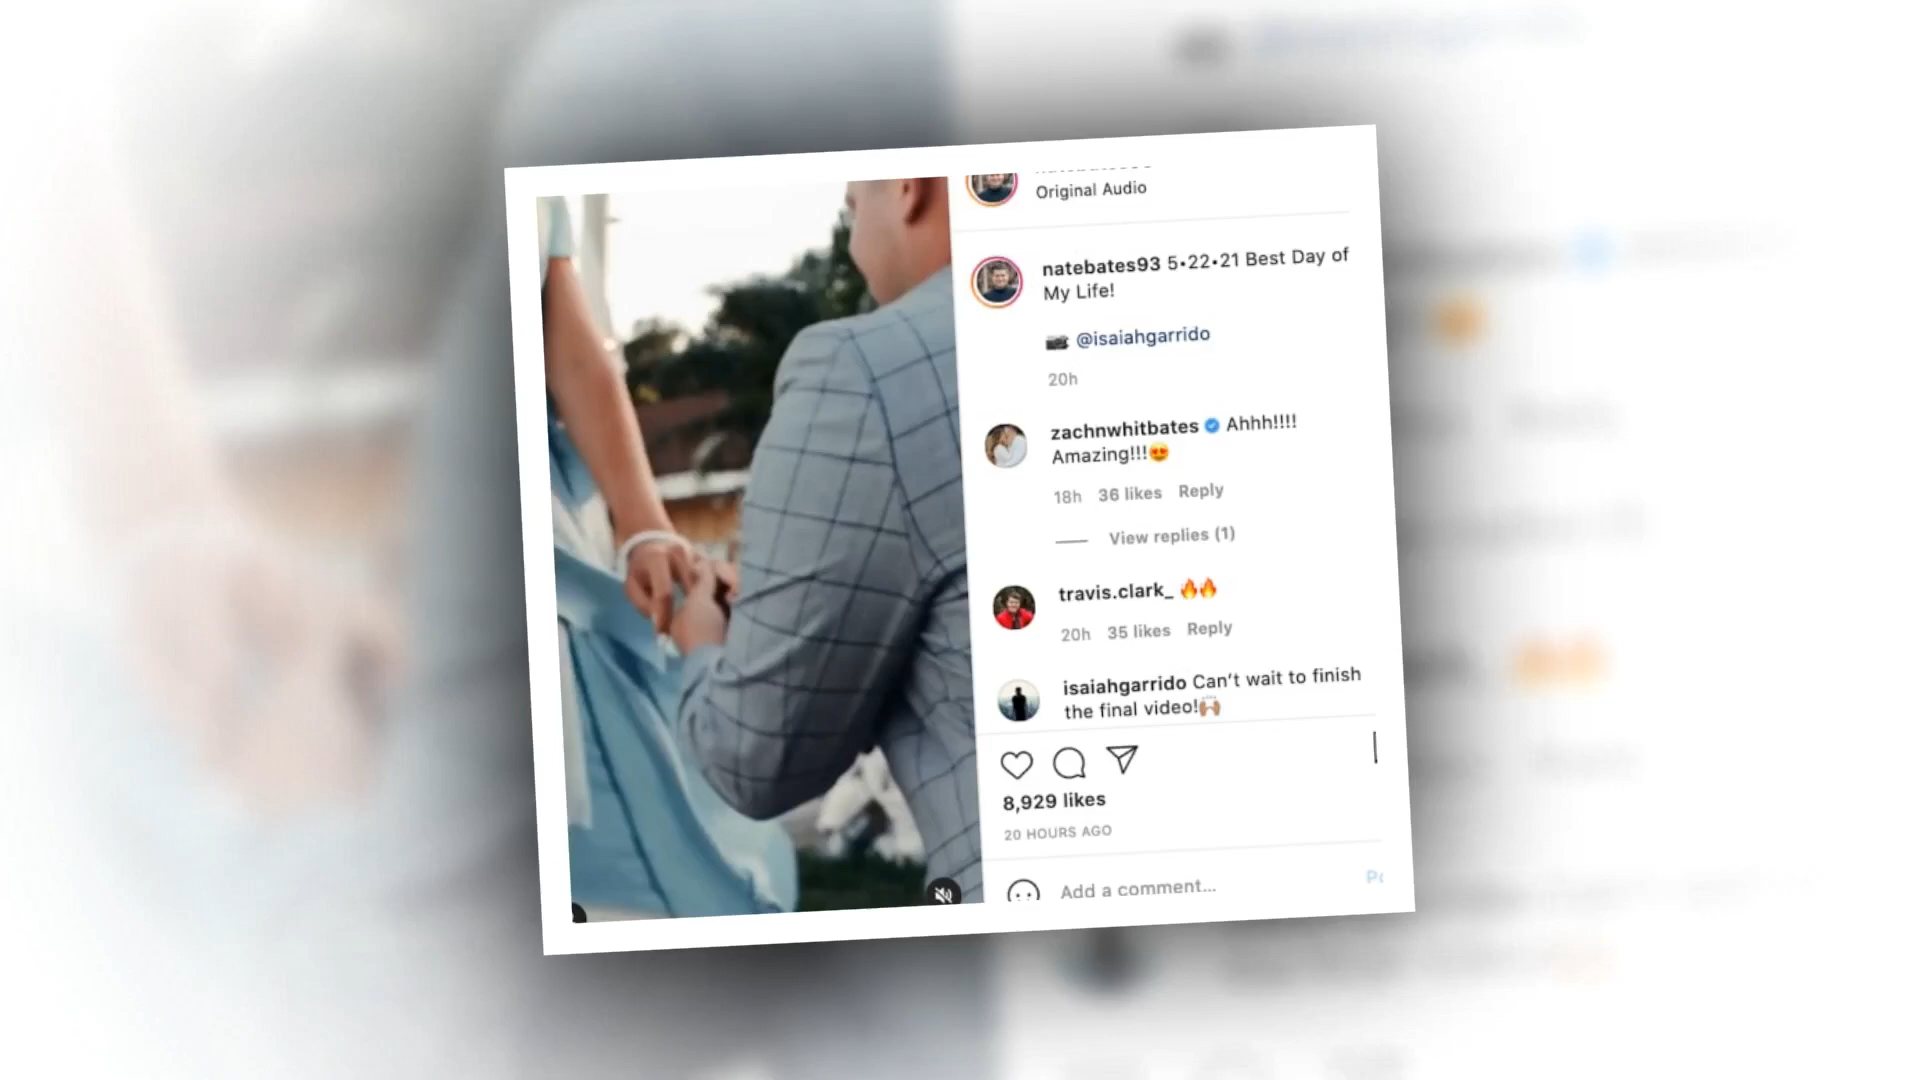 Original Audio
natebates93 5•22•21 Best Day of
My Life!
📷 @isaiahgarrido
20h
zachnwhitbates Ahhh!!!!
Amazing!!!😍
18h 36 likes Reply
View replies (1)
travis.clark_ 🔥🔥
20h 35 likes Reply
isaiahgarrido Can't wait to finish
the final video!🙌🏽
8,929 likes
20 HOURS AGO
Add a comment...